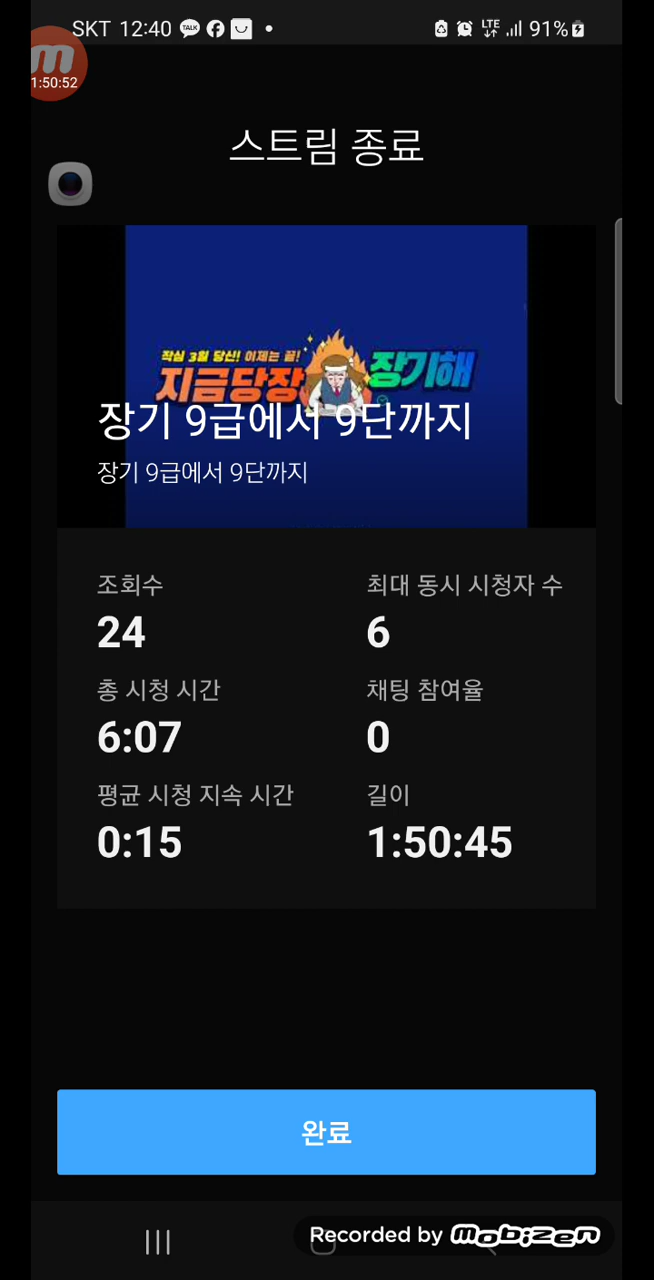 SKT 12:40 TALK LTE 91%
m
1:50:52
스트림 종료
작심 3일 당신! 이제는 끝!
지금당장 장기해
장기 9급에서 9단까지
장기 9급에서 9단까지
조회수 최대 동시 시청자 수
24 6
총 시청 시간 채팅 참여율
6:07 0
평균 시청 지속 시간 길이
0:15 1:50:45
완료
Recorded by mobizen